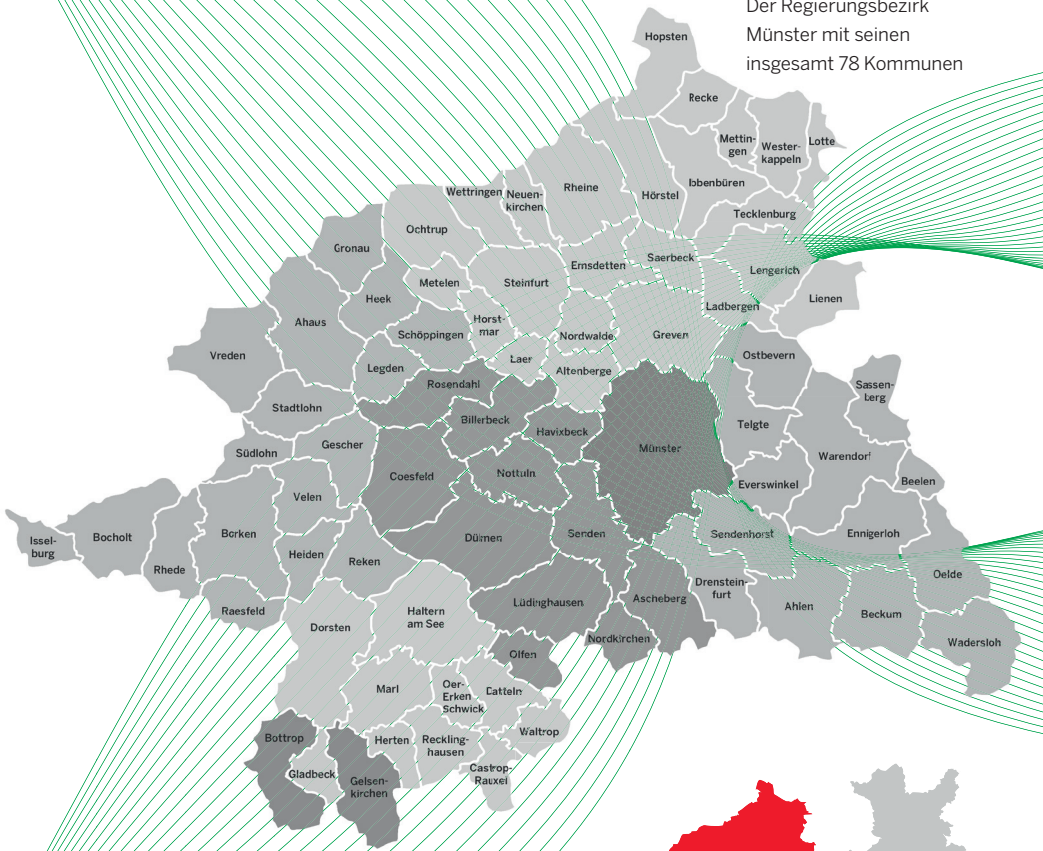 Der Regierungsbezirk
Münster mit seinen
insgesamt 78 Kommunen
Hopsten
Recke
Mettin-
gen
Wester-
kappeln
Lotte
Ibbenbüren
Tecklenburg
Hörstel
Rheine
Neuen-
kirchen
Wettringen
Ochtrup
Gronau
Metelen
Steinfurt
Emsdetten
Saerbeck
Lengerich
Lienen
Ladbergen
Heek
Ahaus
Schöppingen
Horst-
mar
Nordwalde
Greven
Vreden
Legden
Laer
Altenberge
Ostbevern
Rosendahl
Sassen-
berg
Stadtlohn
Billerbeck
Havixbeck
Münster
Telgte
Südlohn
Gescher
Coesfeld
Nottuln
Warendorf
Everswinkel
Beelen
Velen
Issel-
burg
Bocholt
Rhede
Borken
Heiden
Reken
Dülmen
Senden
Sendenhorst
Ennigerloh
Oelde
Raesfeld
Dorsten
Haltern
am See
Lüdinghausen
Ascheberg
Drenstein-
furt
Ahlen
Beckum
Wadersloh
Nordkirchen
Olfen
Marl
Oer-
Erken
Schwick
Datteln
Waltrop
Bottrop
Gladbeck
Gelsen-
kirchen
Herten
Reckling-
hausen
Castrop-
Rauxel